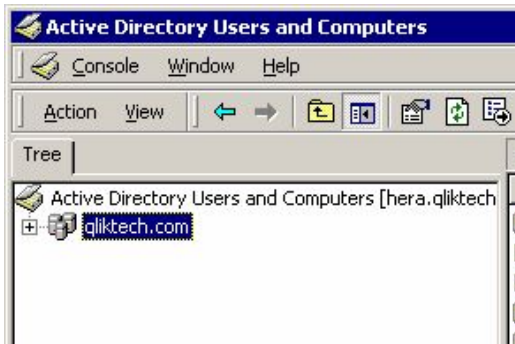 Active Directory Users and Computers
Console Window Help
Action View
Tree
Active Directory Users and Computers [hera.qliktech
qliktech.com